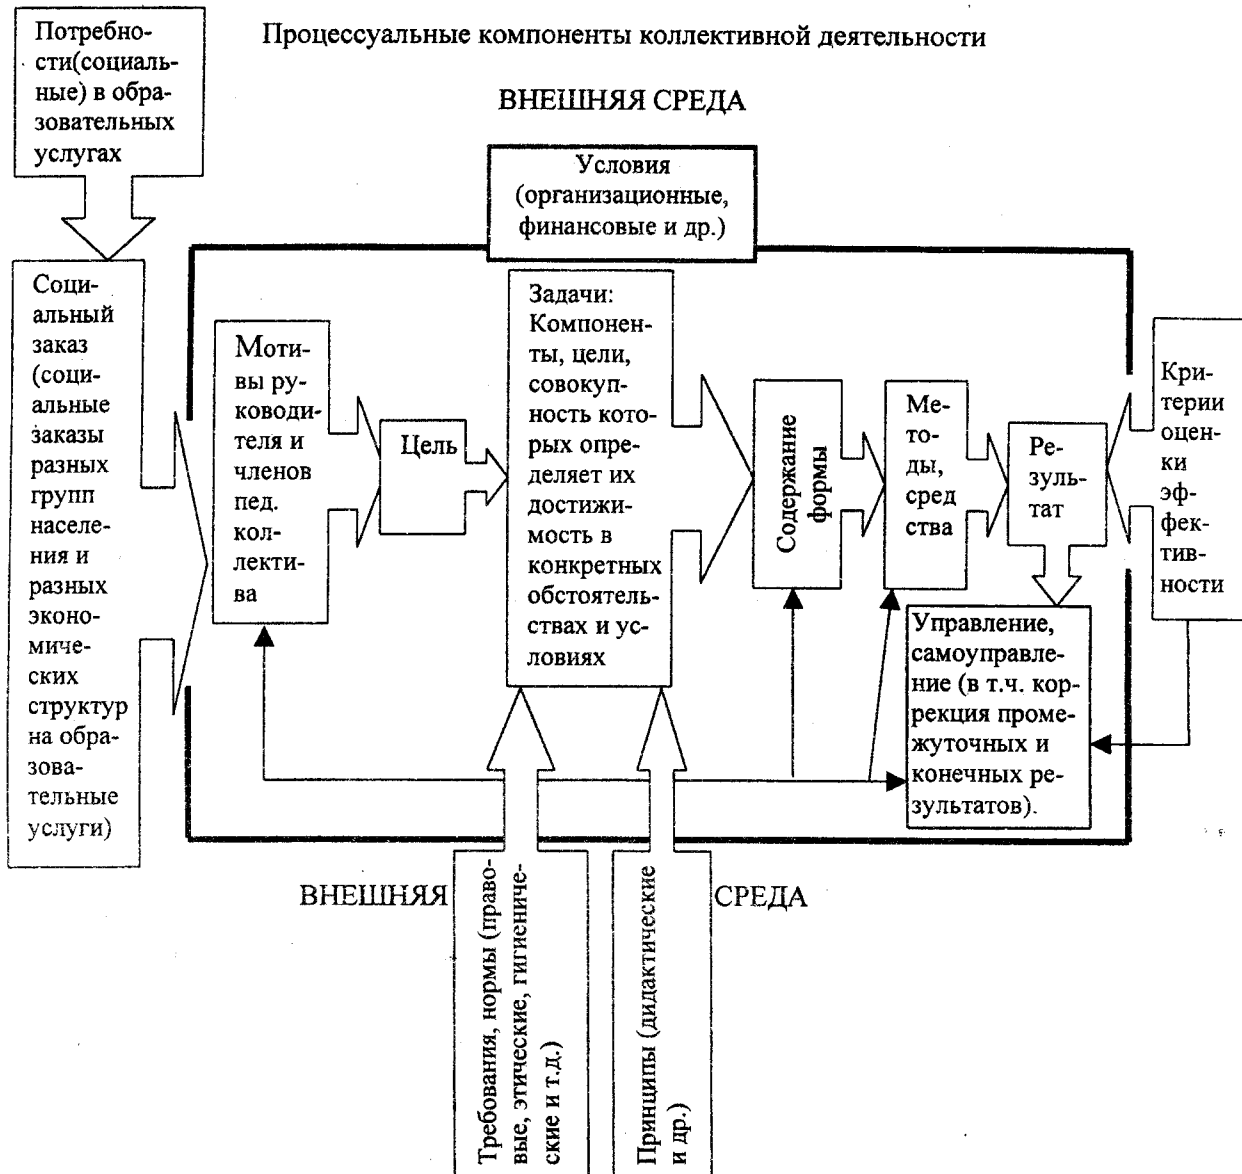 Процессуальные компоненты коллективной деятельности
Потребно-
сти(социаль-
ные) в обра-
зовательных
услугах
ВНЕШНЯЯ СРЕДА
Условия
(организационные,
финансовые и др.)
Соци-
альный
заказ
(соци-
альные
заказы
разных
групп
населе-
ния и
разных
эконо-
миче-
ских
структур
на обра-
зова-
тельные
услуги)
Моти-
вы ру-
ководи-
теля и
членов
пед.
кол-
лекти-
ва
Цель
Задачи:
Компонен-
ты, цели,
совокуп-
ность кото-
рых опре-
деляет их
достижи-
мость в
конкретных
обстоятель-
ствах и ус-
ловиях
Содержание
формы
Ме-
то-
ды,
сред
ства
Ре-
зуль-
тат
Кри-
терии
оцен-
ки
эф-
фек-
тив-
ности
Управление,
самоуправле-
ние (в т.ч. кор-
рекция проме-
жуточных и
конечных ре-
зультатов).
ВНЕШНЯЯ
СРЕДА
Требования, нормы (право-
вые, этические, гигиениче-
ские и т.д.)
Принципы (дидактические
и др.)